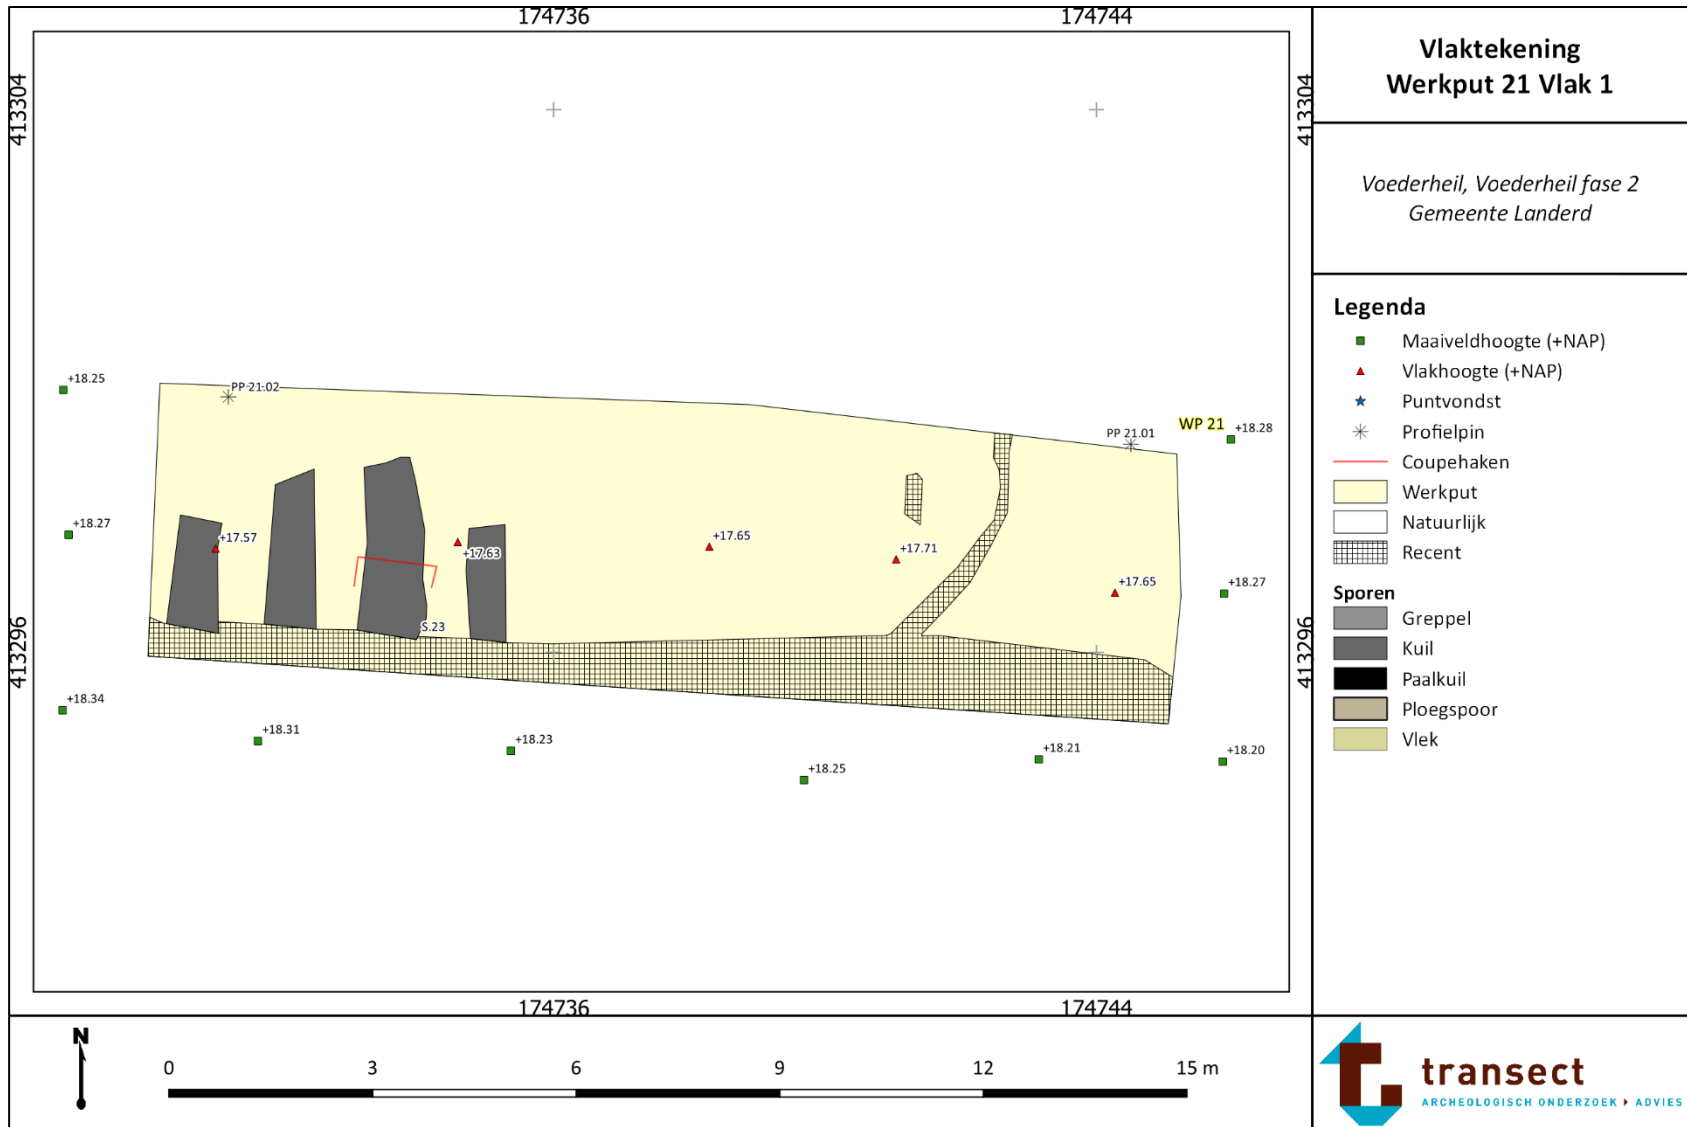 174736
174744
413304
413304
+18.25
PP 21.02
WP 21
+18.28
PP 21.01
+18.27
+17.57
+17.63
+17.65
+17.71
+17.65
+18.27
S.23
413296
413296
+18.34
+18.31
+18.23
+18.25
+18.21
+18.20
174736
174744
Vlaktekening
Werkput 21 Vlak 1
Voederheil, Voederheil fase 2
Gemeente Landerd
Legenda
Maaiveldhoogte (+NAP)
Vlakhoogte (+NAP)
Puntvondst
Profielpin
Coupehaken
Werkput
Natuurlijk
Recent
Sporen
Greppel
Kuil
Paalkuil
Ploegspoor
Vlek
N
0 3 6 9 12 15 m
transect
ARCHEOLOGISCH ONDERZOEK ▸ ADVIES